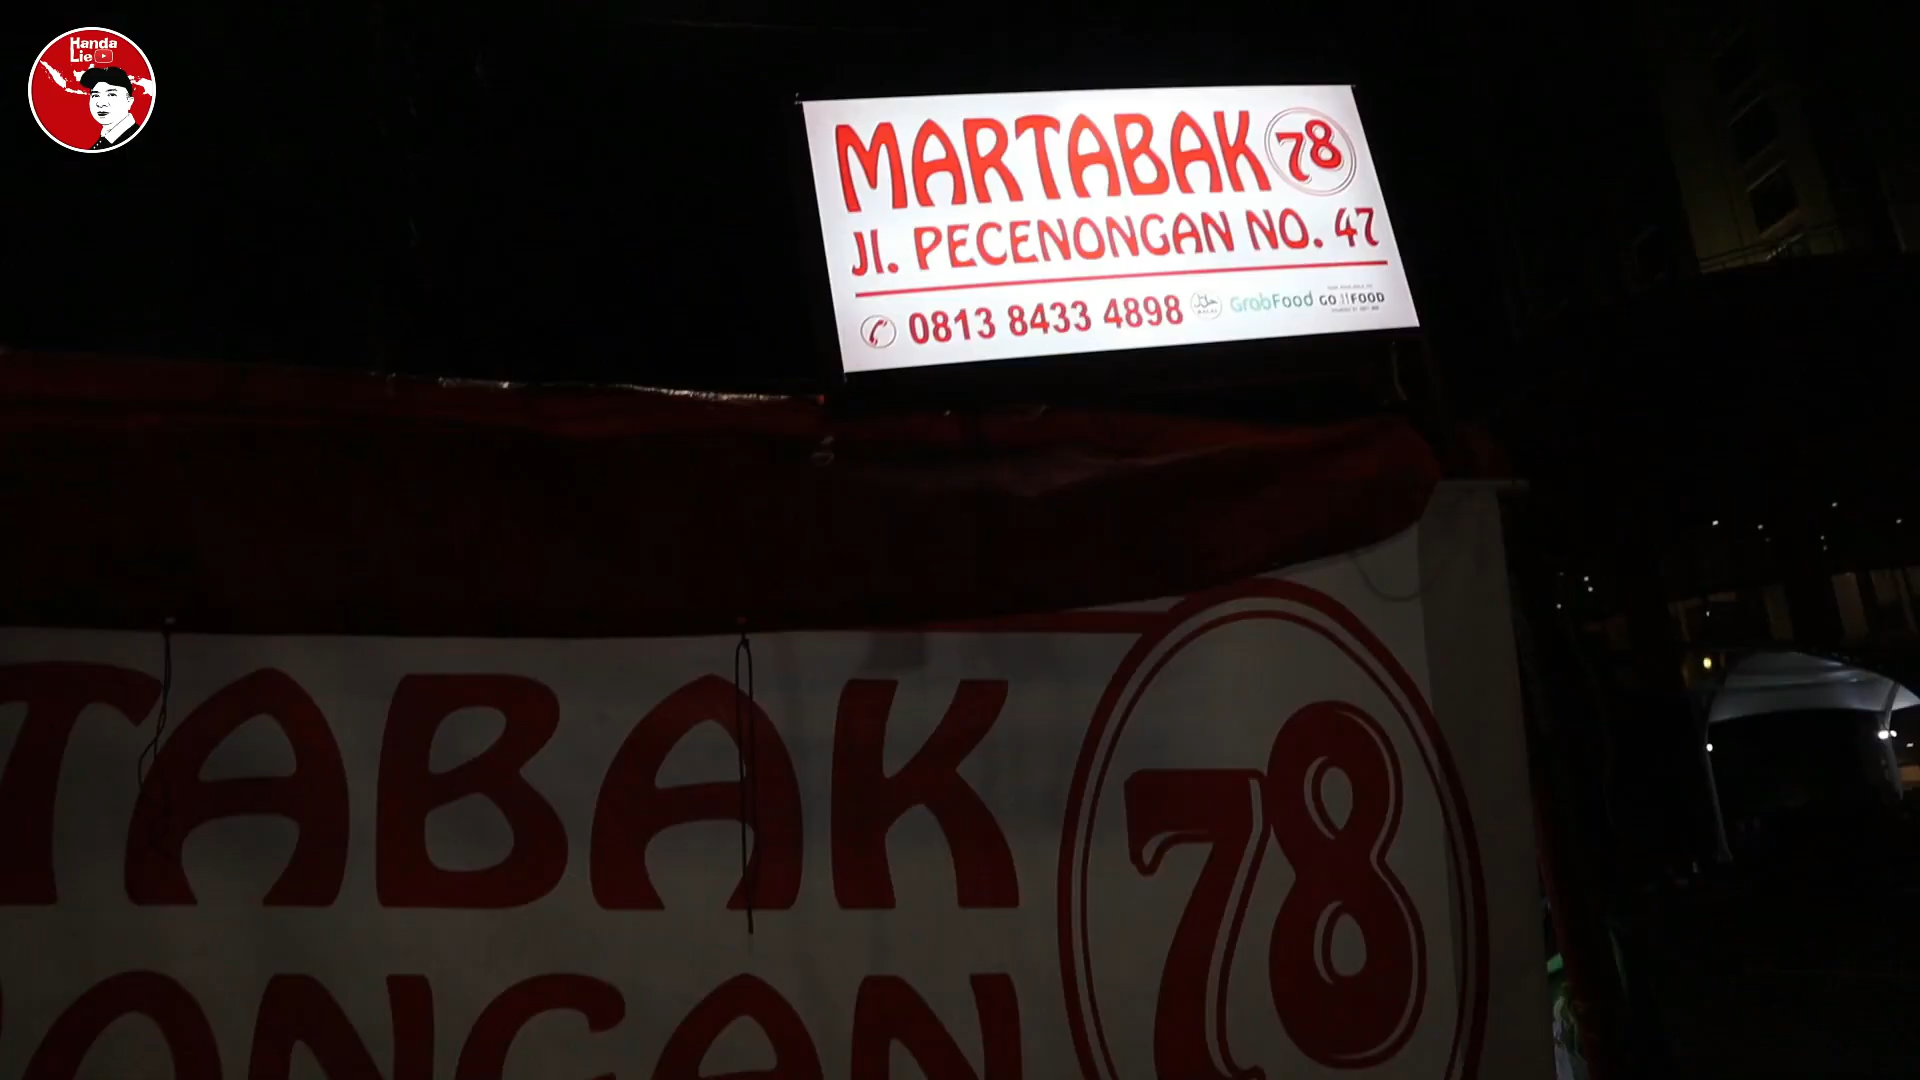 Handa
Lie
MARTABAK 78
Jl. PECENONGAN NO. 47
0813 8433 4898
GrabFood GO FOOD
TABAK 78
ONGAN